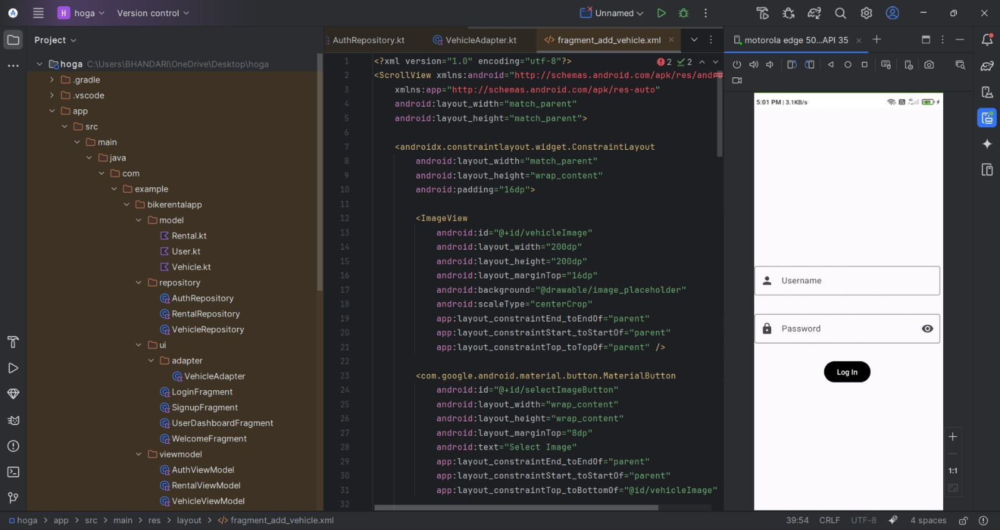 H hoga Version control Unnamed
Project
hoga C:\Users\BHANDARI\OneDrive\Desktop\hoga
.gradle
.vscode
app
src
main
java
com
example
bikerentalapp
model
Rental.kt
User.kt
Vehicle.kt
repository
AuthRepository
RentalRepository
VehicleRepository
ui
adapter
VehicleAdapter
LoginFragment
SignupFragment
UserDashboardFragment
WelcomeFragment
viewmodel
AuthViewModel
RentalViewModel
VehicleViewModel
AuthRepository.kt VehicleAdapter.kt </> fragment_add_vehicle.xml
2 2
1 <?xml version="1.0" encoding="utf-8"?>
2 <ScrollView xmlns:android="http://schemas.android.com/apk/res/andro
3 xmlns:app="http://schemas.android.com/apk/res-auto"
4 android:layout_width="match_parent"
5 android:layout_height="match_parent">
6
7 <androidx.constraintlayout.widget.ConstraintLayout
8 android:layout_width="match_parent"
9 android:layout_height="wrap_content"
10 android:padding="16dp">
11
12 <ImageView
13 android:id="@+id/vehicleImage"
14 android:layout_width="200dp"
15 android:layout_height="200dp"
16 android:layout_marginTop="16dp"
17 android:background="@drawable/image_placeholder"
18 android:scaleType="centerCrop"
19 app:layout_constraintEnd_toEndOf="parent"
20 app:layout_constraintStart_toStartOf="parent"
21 app:layout_constraintTop_toTopOf="parent" />
22
23 <com.google.android.material.button.MaterialButton
24 android:id="@+id/selectImageButton"
25 android:layout_width="wrap_content"
26 android:layout_height="wrap_content"
27 android:layout_marginTop="8dp"
28 android:text="Select Image"
29 app:layout_constraintEnd_toEndOf="parent"
30 app:layout_constraintStart_toStartOf="parent"
31 app:layout_constraintTop_toBottomOf="@id/vehicleImage"
32
motorola edge 50...API 35
5:01 PM | 3.1KB/s
Username
Password
Log In
1:1
hoga > app > src > main > res > layout > </> fragment_add_vehicle.xml
39:54 CRLF UTF-8 4 spaces